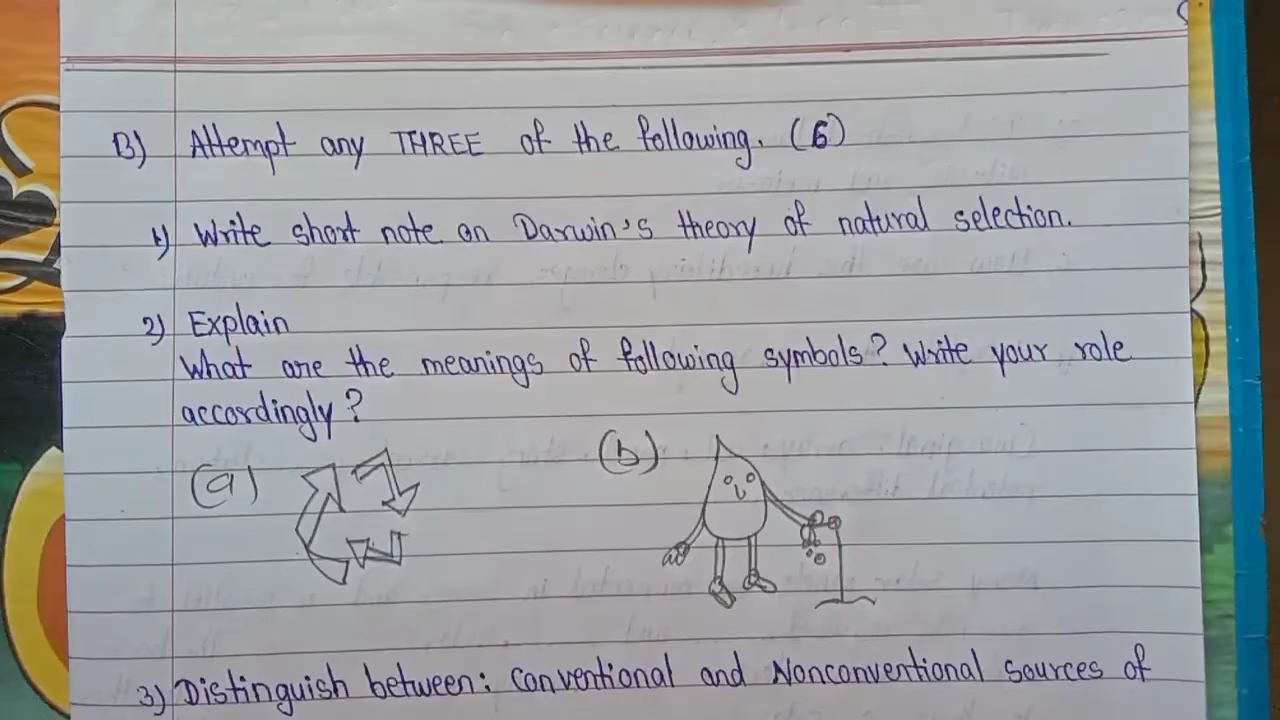 B) Attempt any THREE of the following. (6)
1) Write short note on Darwin's theory of natural selection.
2) Explain
What are the meanings of following symbols? Write your role
accordingly?
(a) (b)
3) Distinguish between: Conventional and Nonconventional sources of